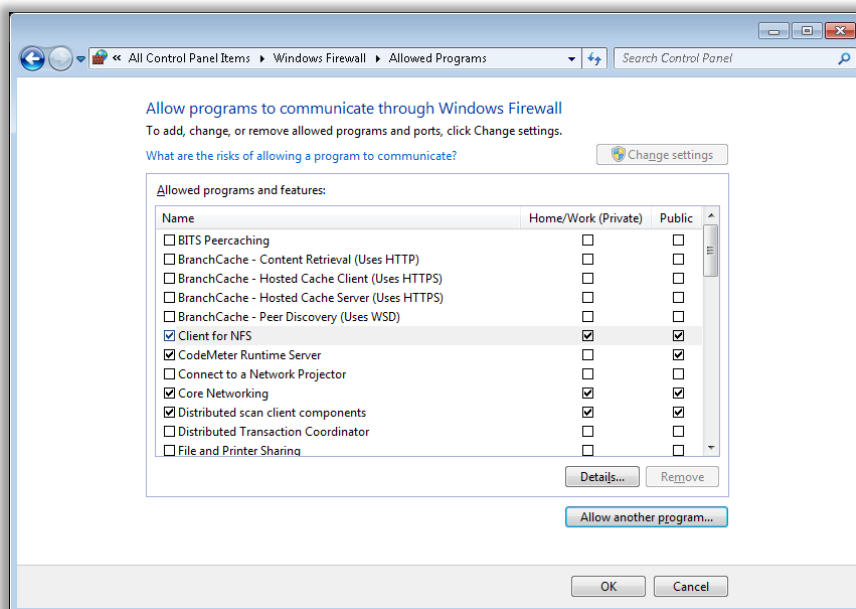 « All Control Panel Items ▸ Windows Firewall ▸ Allowed Programs Search Control Panel
Allow programs to communicate through Windows Firewall
To add, change, or remove allowed programs and ports, click Change settings.
What are the risks of allowing a program to communicate? Change settings
Allowed programs and features:
Name Home/Work (Private) Public
BITS Peercaching
BranchCache - Content Retrieval (Uses HTTP)
BranchCache - Hosted Cache Client (Uses HTTPS)
BranchCache - Hosted Cache Server (Uses HTTPS)
BranchCache - Peer Discovery (Uses WSD)
Client for NFS
CodeMeter Runtime Server
Connect to a Network Projector
Core Networking
Distributed scan client components
Distributed Transaction Coordinator
File and Printer Sharing
Details... Remove
Allow another program...
OK Cancel